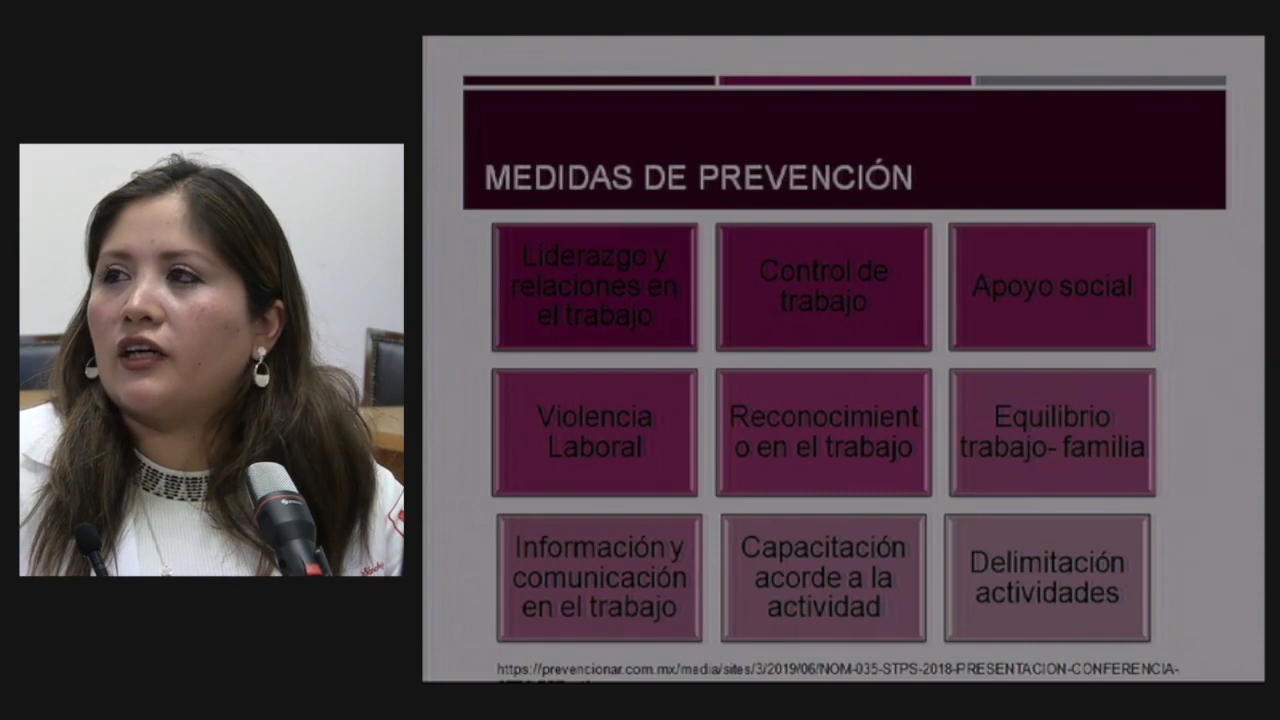 MEDIDAS DE PREVENCIÓN
Liderazgo y
relaciones en
el trabajo
Control de
trabajo
Apoyo social
Violencia
Laboral
Reconocimient
o en el trabajo
Equilibrio
trabajo- familia
Información y
comunicación
en el trabajo
Capacitación
acorde a la
actividad
Delimitación
actividades
https://prevencionar.com.mx/media/sites/3/2019/06/NOM-035-STPS-2018-PRESENTACION-CONFERENCIA-